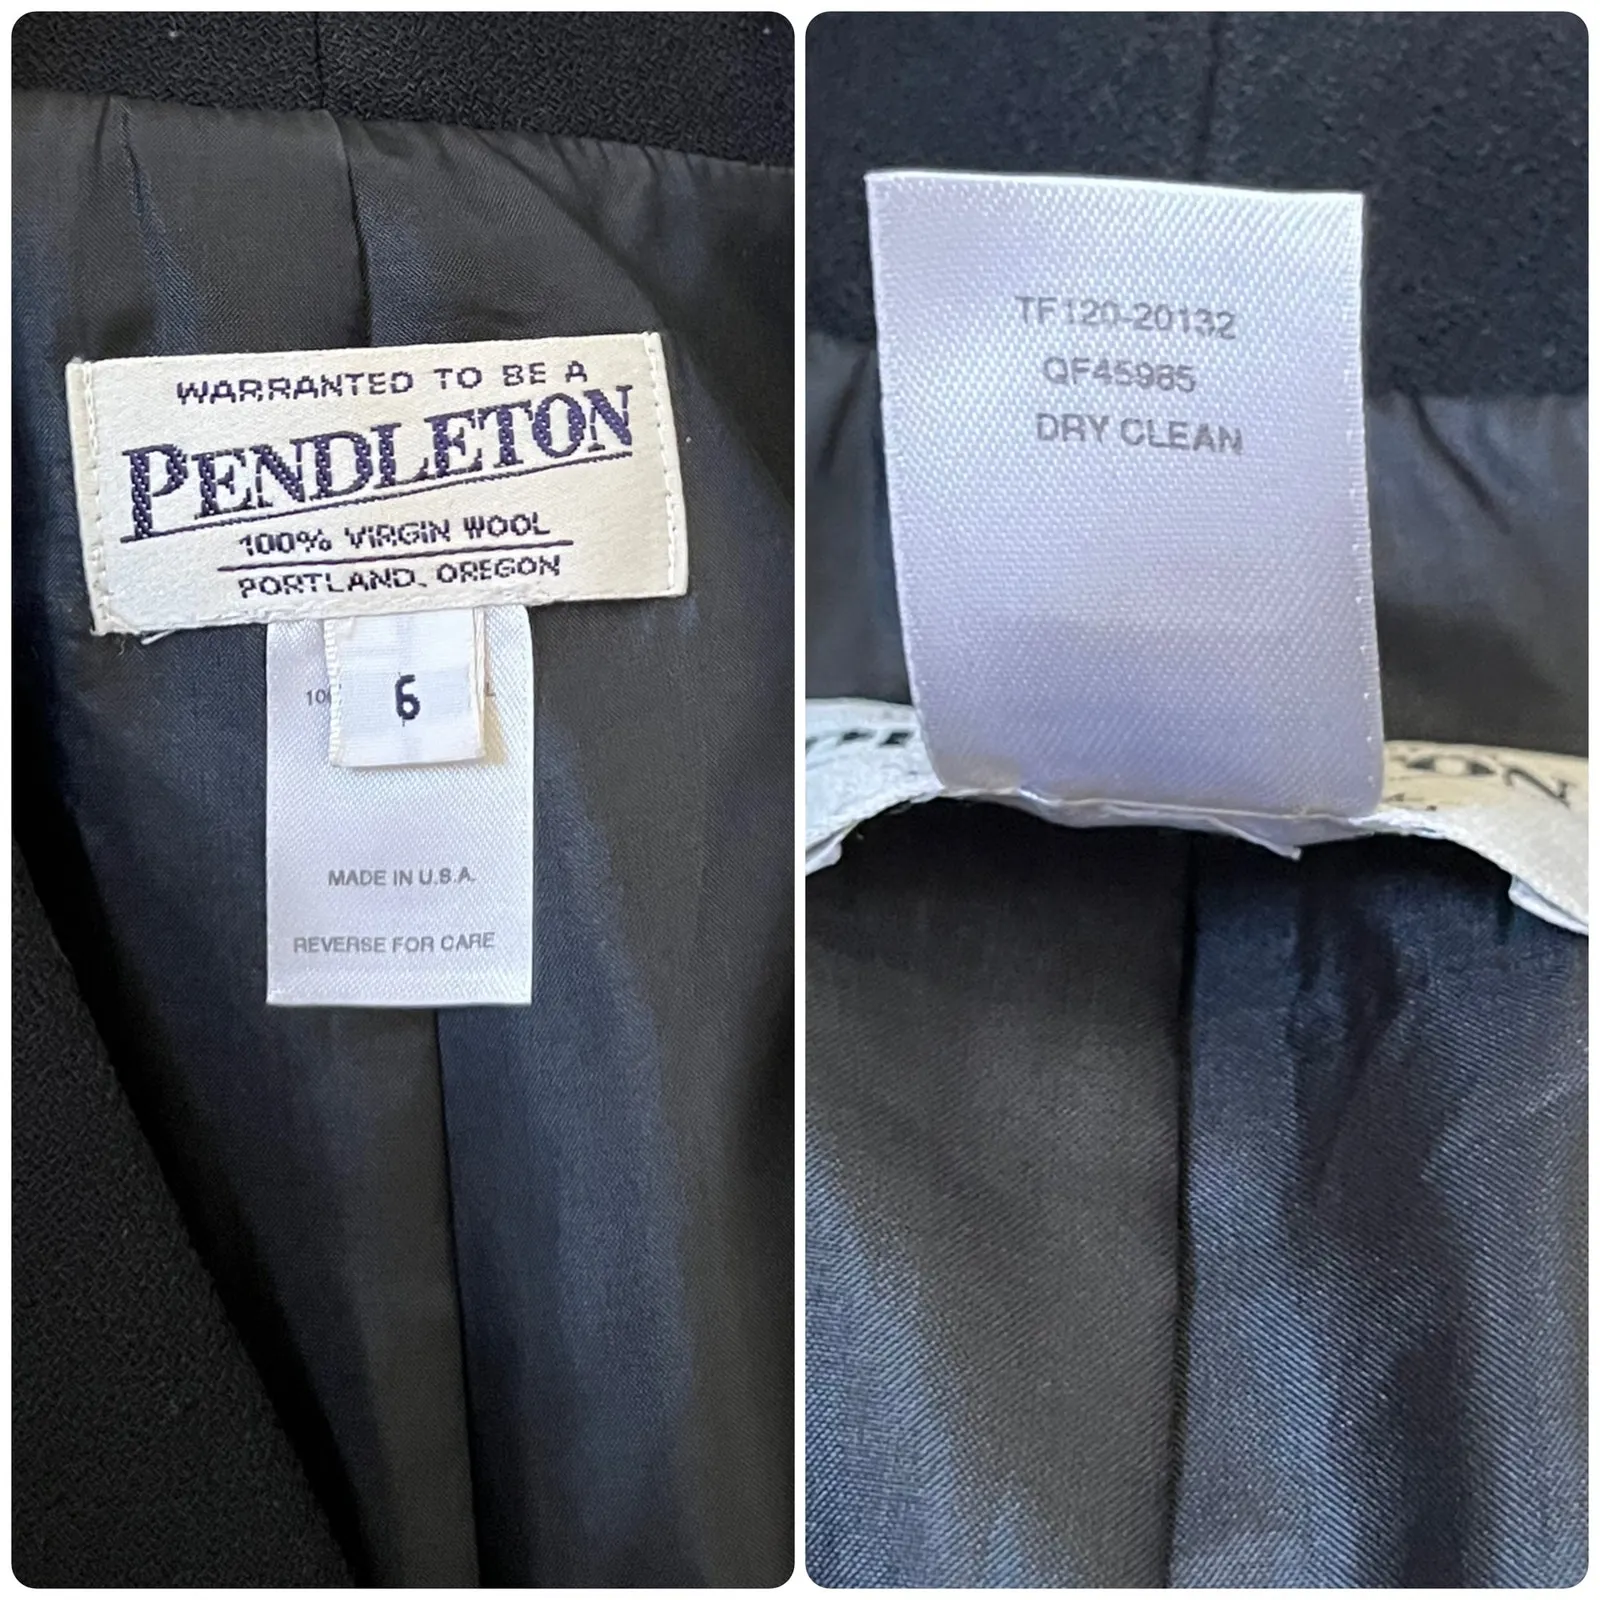 WARRANTED TO BE A
PENDLETON
100% VIRGIN WOOL
PORTLAND, OREGON
6
MADE IN U.S.A.
REVERSE FOR CARE
TF120-20132
QF45985
DRY CLEAN